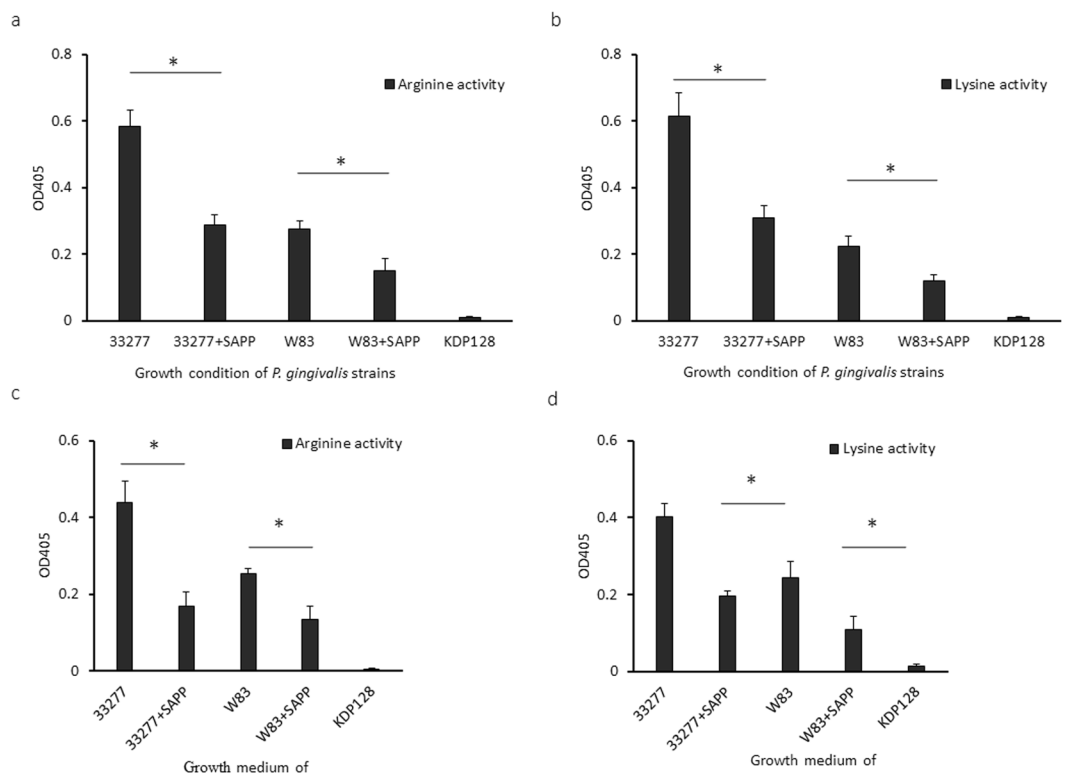 a
0.8
0.6
0.4
0.2
0
OD405
Arginine activity
*
*
33277
33277+SAPP
W83
W83+SAPP
KDP128
Growth condition of P. gingivalis strains
b
0.8
0.6
0.4
0.2
0
OD405
Lysine activity
*
*
33277
33277+SAPP
W83
W83+SAPP
KDP128
Growth condition of P. gingivalis strains
c
0.6
0.4
0.2
0
OD405
Arginine activity
*
*
33277
33277+SAPP
W83
W83+SAPP
KDP128
Growth medium of
d
0.6
0.4
0.2
0
OD405
Lysine activity
*
*
33277
33277+SAPP
W83
W83+SAPP
KDP128
Growth medium of